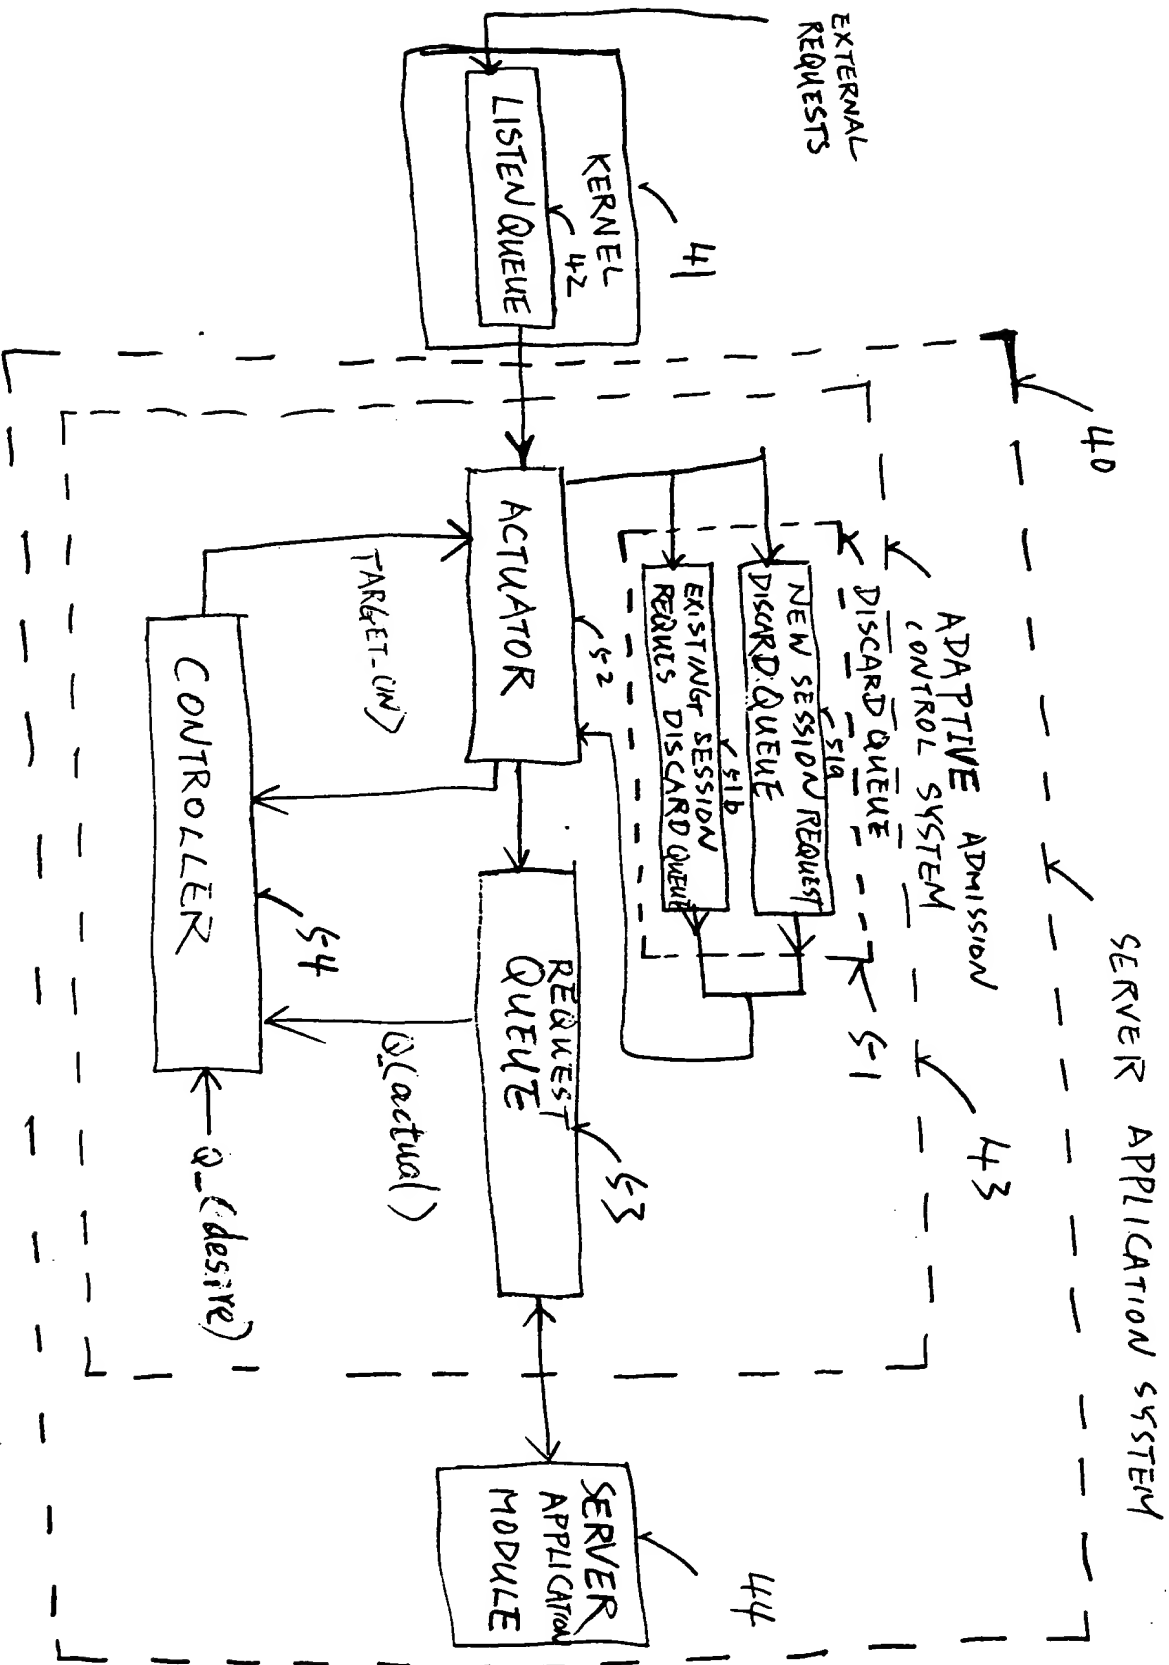 SERVER APPLICATION SYSTEM
40
ADAPTIVE ADMISSION
CONTROL SYSTEM
43
DISCARD QUEUE
51
EXTERNAL
REQUESTS
NEW SESSION REQUEST
DISCARD QUEUE
51a
EXISTING SESSION
REQUES DISCARD QUEUE
51b
41
KERNEL
42
LISTEN QUEUE
ACTUATOR
52
REQUEST
QUEUE
53
SERVER
APPLICATION
MODULE
44
TARGET_(IN)
Q_(actual)
CONTROLLER
54
Q_(desire)